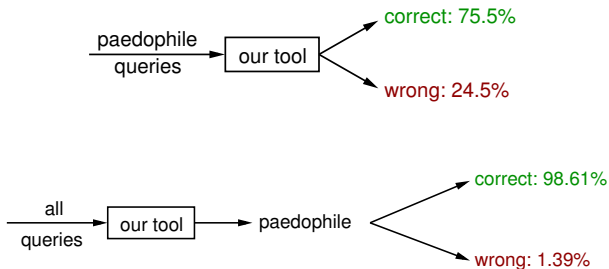 correct: 75.5%
paedophile
queries
our tool
wrong: 24.5%
correct: 98.61%
all
queries
our tool
paedophile
wrong: 1.39%